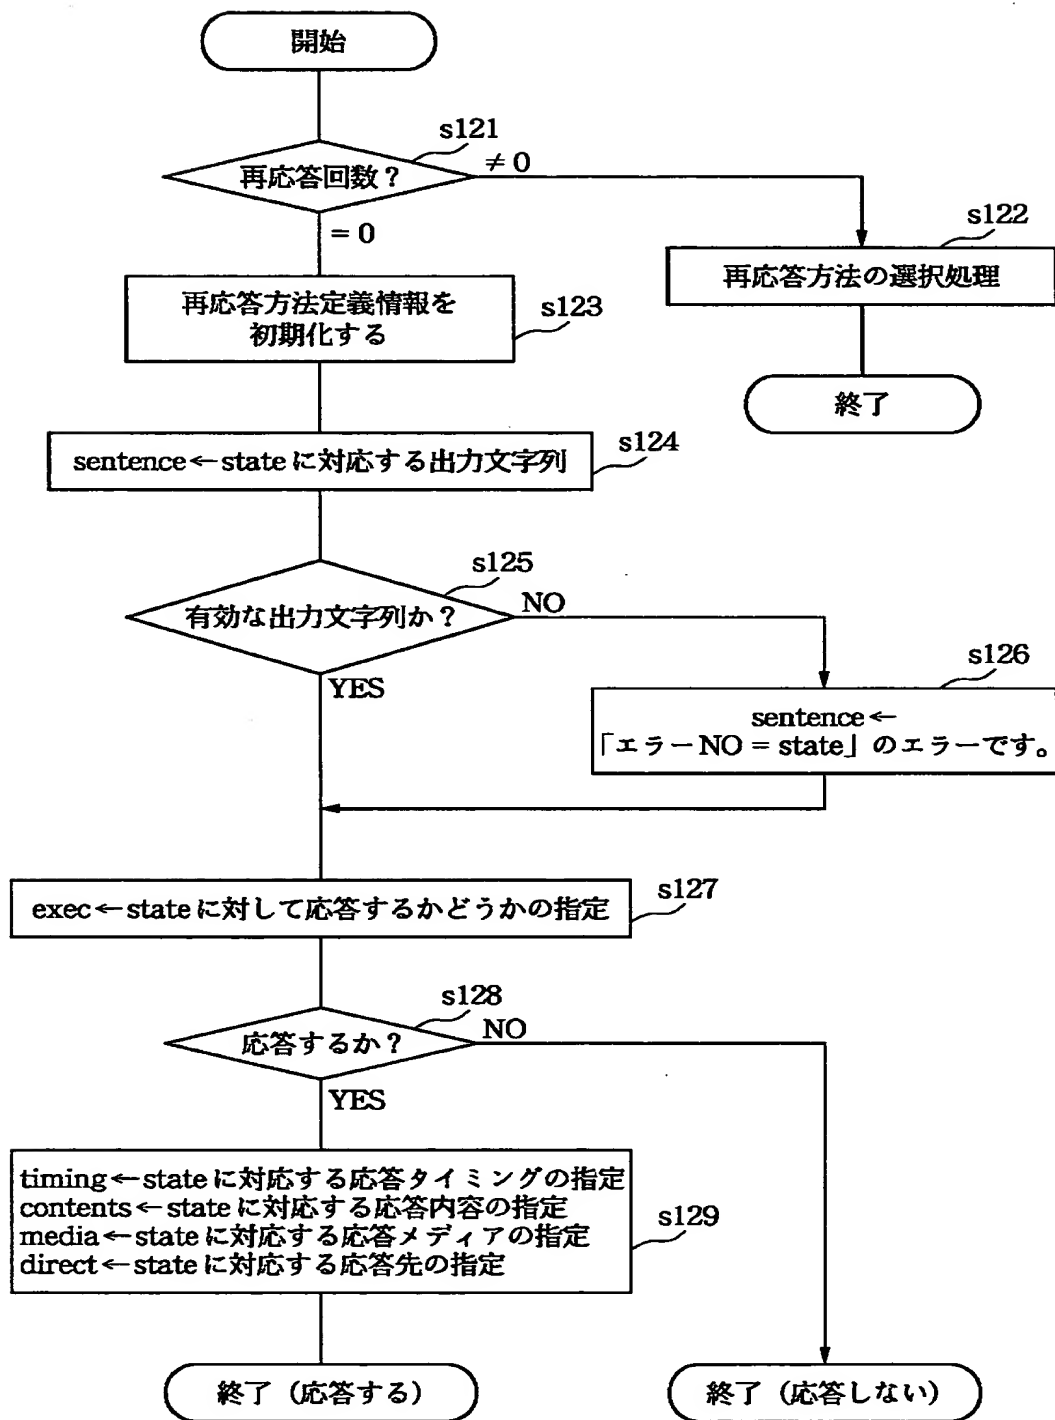 開始
s121
再応答回数？
≠0
= 0
s122
再応答方法の選択処理
再応答方法定義情報を
初期化する
s123
終了
s124
sentence←stateに対応する出力文字列
s125
有効な出力文字列か？
NO
YES
s126
sentence←
「エラーNO = state」のエラーです。
s127
exec←stateに対して応答するかどうかの指定
s128
応答するか？
NO
YES
timing←stateに対応する応答タイミングの指定
contents←stateに対応する応答内容の指定
media←stateに対応する応答メディアの指定
direct←stateに対応する応答先の指定
s129
終了（応答する）
終了（応答しない）